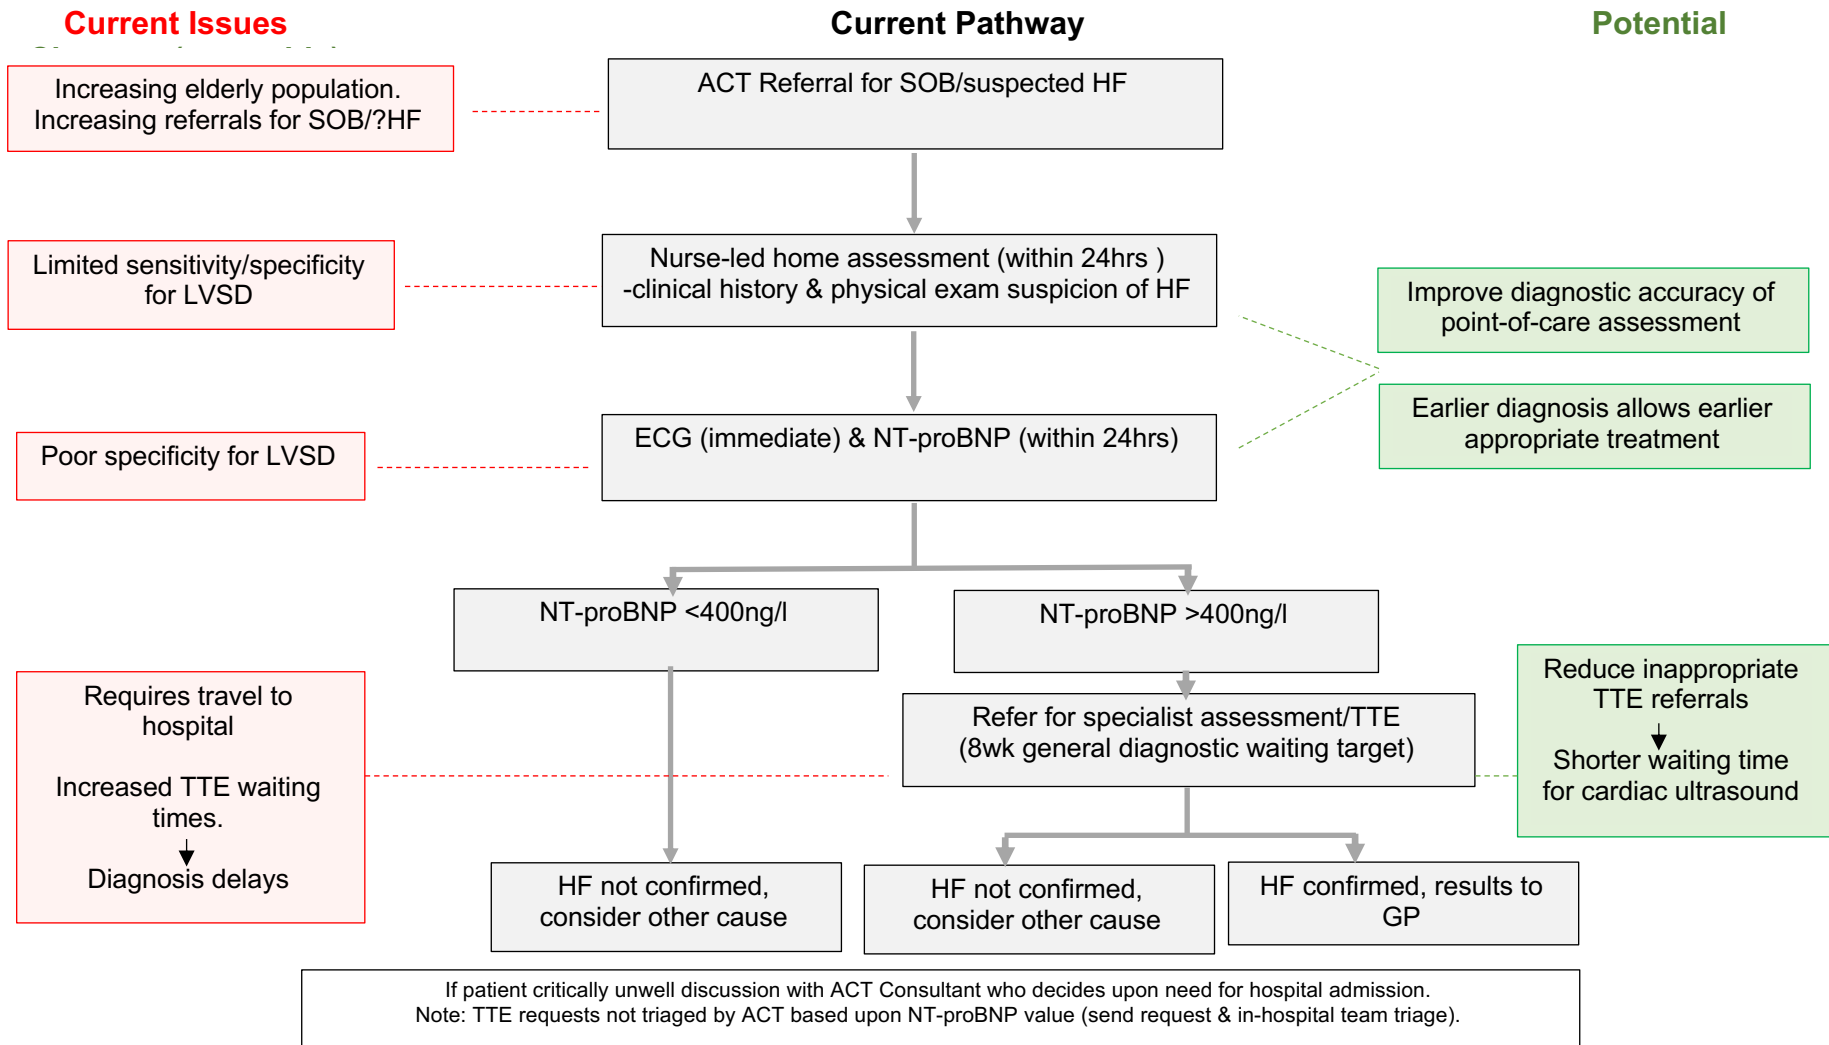 Current Issues
Current Pathway
Potential
Increasing elderly population.
Increasing referrals for SOB/?HF
ACT Referral for SOB/suspected HF
Limited sensitivity/specificity
for LVSD
Nurse-led home assessment (within 24hrs )
-clinical history & physical exam suspicion of HF
Improve diagnostic accuracy of
point-of-care assessment
Earlier diagnosis allows earlier
appropriate treatment
Poor specificity for LVSD
ECG (immediate) & NT-proBNP (within 24hrs)
NT-proBNP <400ng/l
NT-proBNP >400ng/l
Requires travel to
hospital
Increased TTE waiting
times.
Diagnosis delays
Refer for specialist assessment/TTE
(8wk general diagnostic waiting target)
Reduce inappropriate
TTE referrals
Shorter waiting time
for cardiac ultrasound
HF not confirmed,
consider other cause
HF not confirmed,
consider other cause
HF confirmed, results to
GP
If patient critically unwell discussion with ACT Consultant who decides upon need for hospital admission.
Note: TTE requests not triaged by ACT based upon NT-proBNP value (send request & in-hospital team triage).